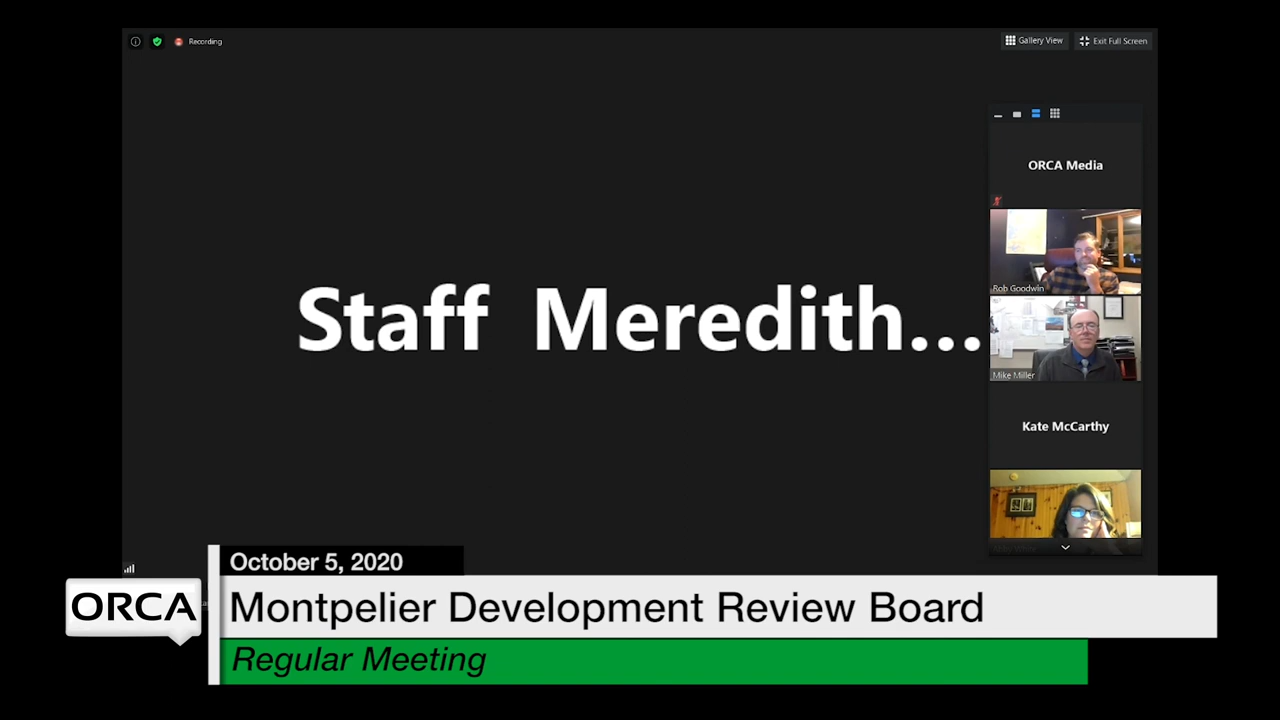 Recording
Gallery View
Exit Full Screen
ORCA Media
Staff Meredith...
Rob Goodwin
Mike Miller
Kate McCarthy
October 5, 2020
ORCA
Montpelier Development Review Board
Regular Meeting